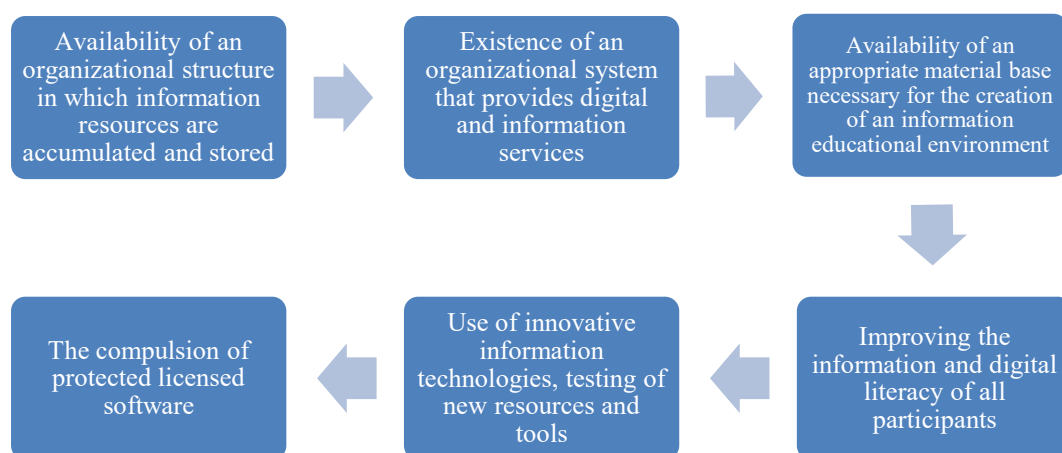 Availability of an
organizational structure
in which information
resources are
accumulated and stored
Existence of an
organizational system
that provides digital
and information
services
Availability of an
appropriate material base
necessary for the creation
of an information
educational environment
Improving the
information and digital
literacy of all
participants
Use of innovative
information
technologies, testing of
new resources and
tools
The compulsion of
protected licensed
software